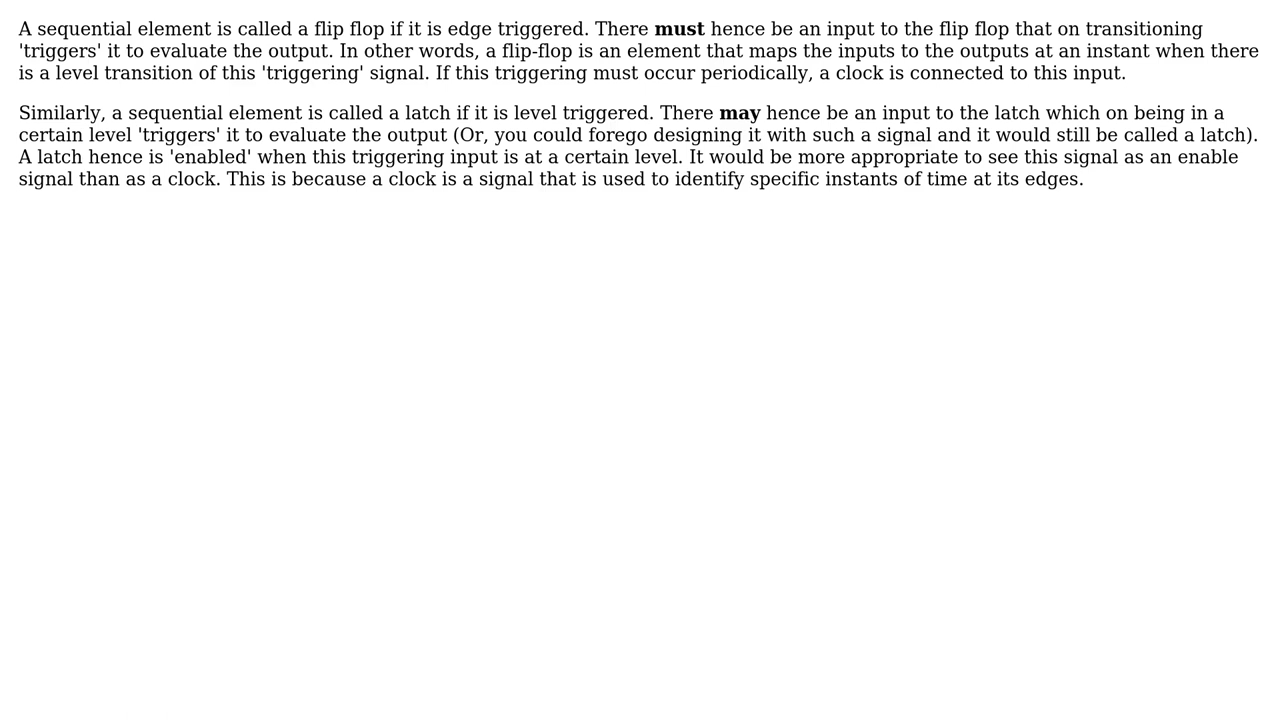 A sequential element is called a flip flop if it is edge triggered. There must hence be an input to the flip flop that on transitioning
'triggers' it to evaluate the output. In other words, a flip-flop is an element that maps the inputs to the outputs at an instant when there
is a level transition of this 'triggering' signal. If this triggering must occur periodically, a clock is connected to this input.
Similarly, a sequential element is called a latch if it is level triggered. There may hence be an input to the latch which on being in a
certain level 'triggers' it to evaluate the output (Or, you could forego designing it with such a signal and it would still be called a latch).
A latch hence is 'enabled' when this triggering input is at a certain level. It would be more appropriate to see this signal as an enable
signal than as a clock. This is because a clock is a signal that is used to identify specific instants of time at its edges.